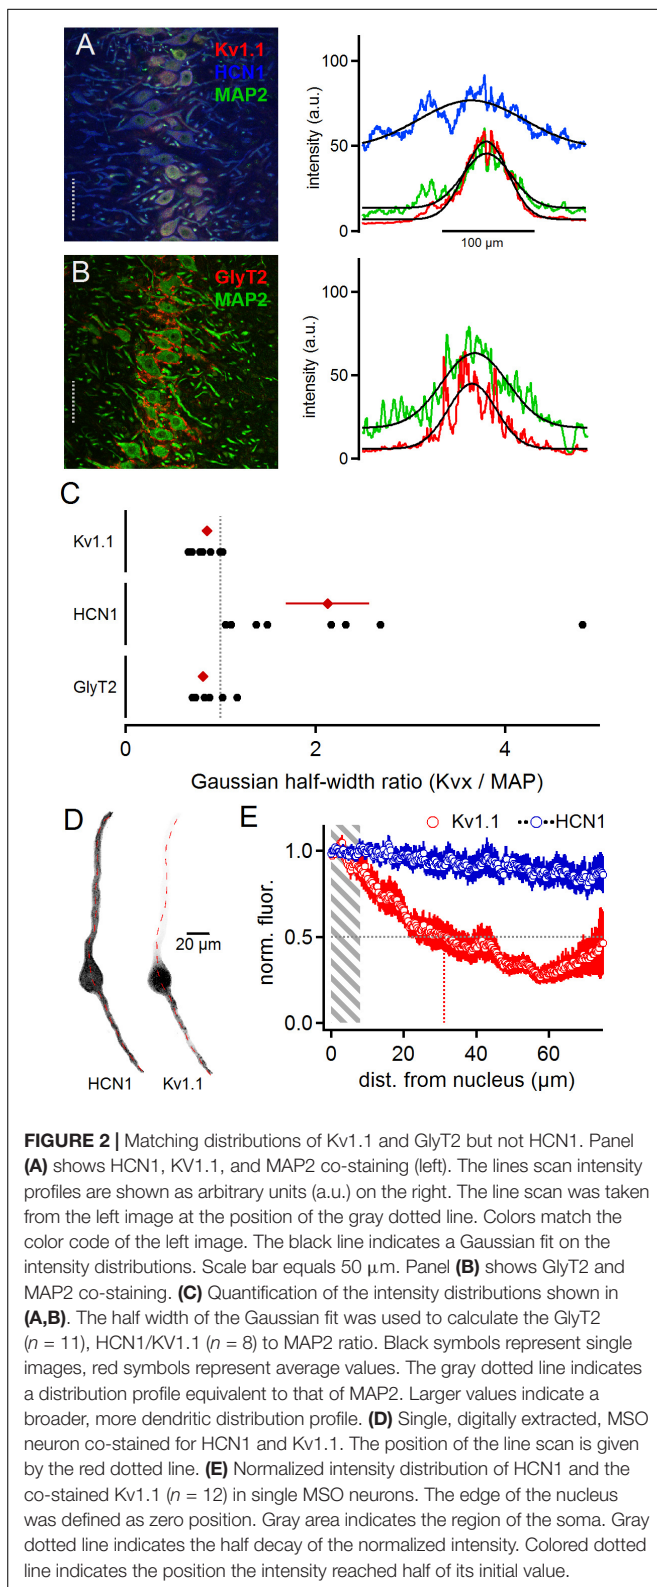 A
Kv1.1
HCN1
MAP2
intensity (a.u.)
100
50
0
100 µm
B
GlyT2
MAP2
intensity (a.u.)
100
50
0
C
Kv1.1
HCN1
GlyT2
0 2 4
Gaussian half-width ratio (Kvx / MAP)
D
20 µm
HCN1 Kv1.1
E
Kv1.1 HCN1
norm. fluor.
1.0
0.5
0.0
0 20 40 60
dist. from nucleus (µm)
FIGURE 2 | Matching distributions of Kv1.1 and GlyT2 but not HCN1. Panel
(A) shows HCN1, KV1.1, and MAP2 co-staining (left). The lines scan intensity
profiles are shown as arbitrary units (a.u.) on the right. The line scan was taken
from the left image at the position of the gray dotted line. Colors match the
color code of the left image. The black line indicates a Gaussian fit on the
intensity distributions. Scale bar equals 50 µm. Panel (B) shows GlyT2 and
MAP2 co-staining. (C) Quantification of the intensity distributions shown in
(A,B). The half width of the Gaussian fit was used to calculate the GlyT2
(n = 11), HCN1/KV1.1 (n = 8) to MAP2 ratio. Black symbols represent single
images, red symbols represent average values. The gray dotted line indicates
a distribution profile equivalent to that of MAP2. Larger values indicate a
broader, more dendritic distribution profile. (D) Single, digitally extracted, MSO
neuron co-stained for HCN1 and Kv1.1. The position of the line scan is given
by the red dotted line. (E) Normalized intensity distribution of HCN1 and the
co-stained Kv1.1 (n = 12) in single MSO neurons. The edge of the nucleus
was defined as zero position. Gray area indicates the region of the soma. Gray
dotted line indicates the half decay of the normalized intensity. Colored dotted
line indicates the position the intensity reached half of its initial value.